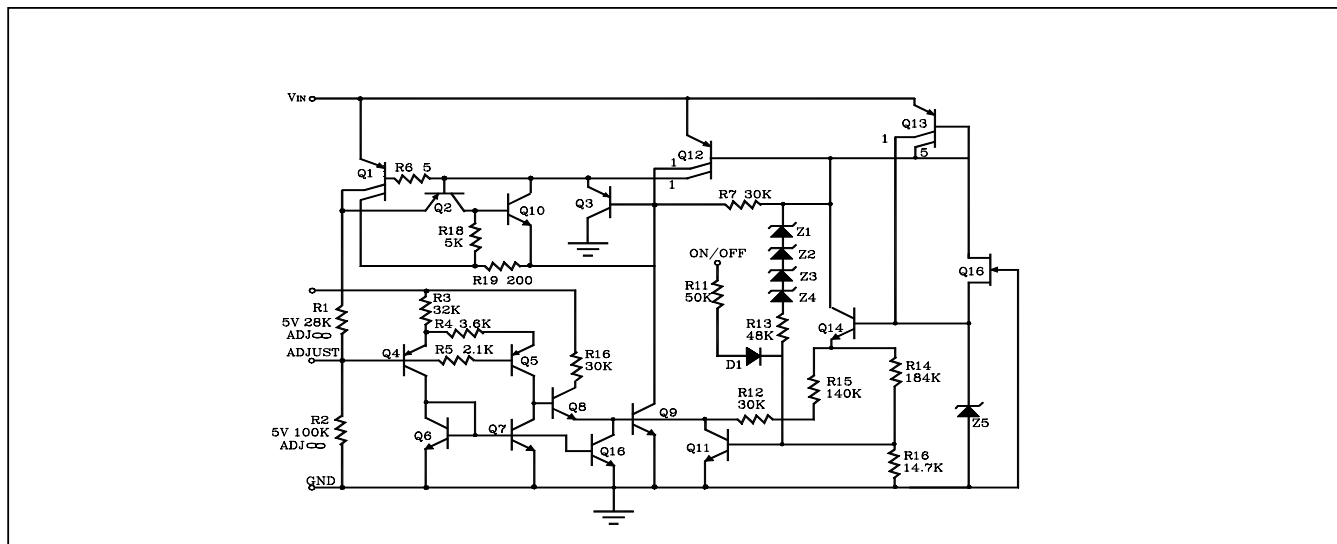 VIN
Q13
1
5
Q12
1
1
Q1
R6 5
Q2
Q10
Q3
R7 30K
R18
5K
Z1
Z2
Z3
Z4
ON/OFF
Q16
R19 200
R11
50K
R1
5V 28K
ADJ∞
R3
32K
R4 3.6K
R13
48K
Q14
ADJUST
Q4
R5 2.1K
Q5
D1
R16
30K
R14
184K
R15
140K
R12
30K
Q8
Q9
R2
5V 100K
ADJ∞
Q6
Q7
Q16
Q11
Z5
R16
14.7K
GND